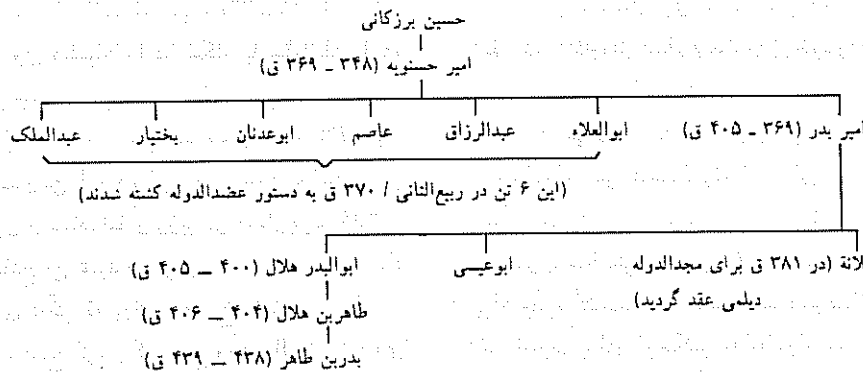 حسین برزکانی
امیر حسنویه (۳۴۸ ـ ۳۶۹ ق)
امیر بدر (۳۶۹ ـ ۴۰۵ ق) ابوالعلاء عبدالرزاق عاصم ابوعدنان بختیار عبدالملک
(این ۶ تن در ربیع‌الثانی / ۳۷۰ ق به دستور عضدالدوله کشته شدند)
(در ۳۸۱ ق برای مجدالدوله ابوعیسی ابوالبدر هلال (۴۰۰ ـ ۴۰۵ ق)
دیلمی عقد گردید) طاهربن هلال (۴۰۴ ـ ۴۰۶ ق)
بدربن طاهر (۴۳۸ ـ ۴۳۹ ق)